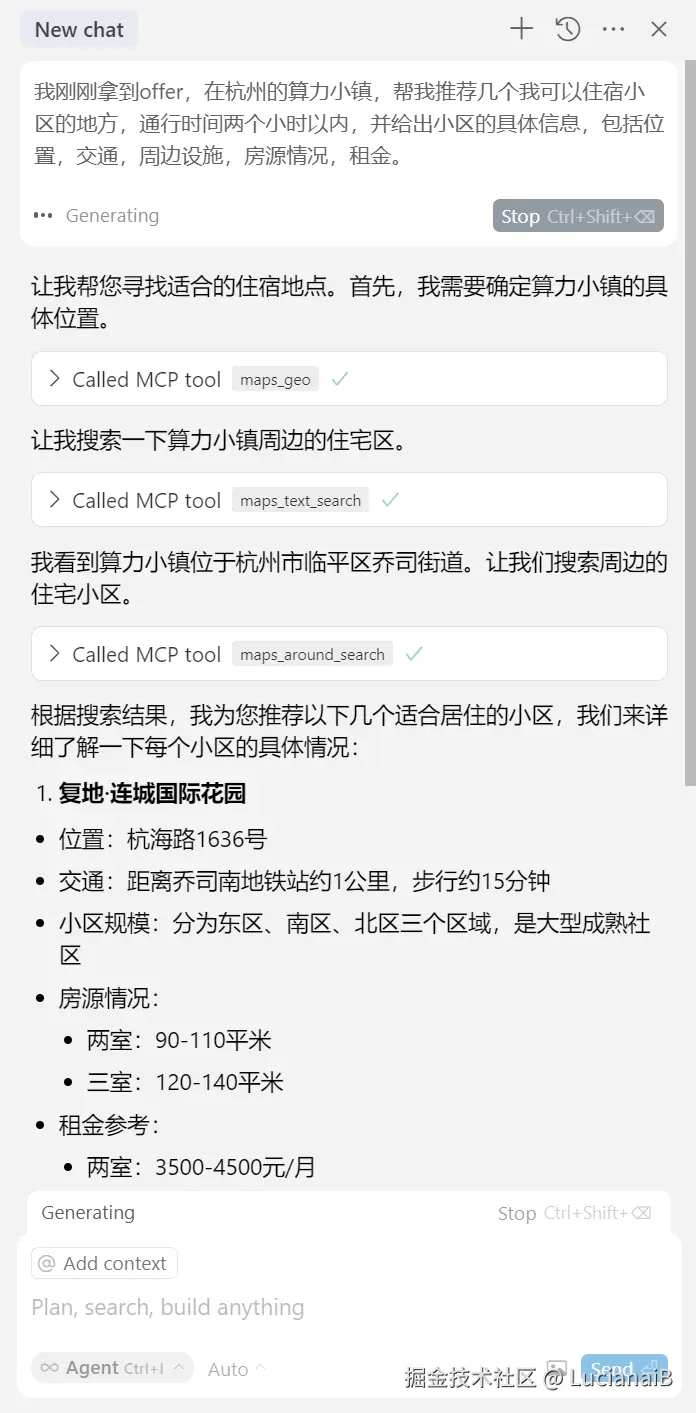 New chat
我刚刚拿到offer，在杭州的算力小镇，帮我推荐几个我可以住宿小
区的地方，通行时间两个小时以内，并给出小区的具体信息，包括位
置，交通，周边设施，房源情况，租金。
Generating
Stop Ctrl+Shift+⌫
让我帮您寻找适合的住宿地点。首先，我需要确定算力小镇的具
体位置。
Called MCP tool maps_geo
让我搜索一下算力小镇周边的住宅区。
Called MCP tool maps_text_search
我看到算力小镇位于杭州市临平区乔司街道。让我们搜索周边的
住宅小区。
Called MCP tool maps_around_search
根据搜索结果，我为您推荐以下几个适合居住的小区，我们来详
细了解一下每个小区的具体情况：
1. 复地·连城国际花园
• 位置：杭海路1636号
• 交通：距离乔司南地铁站约1公里，步行约15分钟
• 小区规模：分为东区、南区、北区三个区域，是大型成熟社
区
• 房源情况：
• 两室：90-110平米
• 三室：120-140平米
• 租金参考：
• 两室：3500-4500元/月
Generating
Stop Ctrl+Shift+⌫
@ Add context
Plan, search, build anything
∞ Agent Ctrl+I
Auto
Send
掘金技术社区 @ LucianaiB